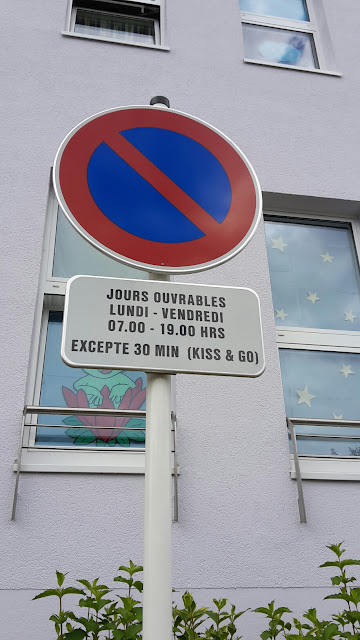 JOURS OUVRABLES
LUNDI - VENDREDI
07.00 - 19.00 HRS
EXCEPTE 30 MIN (KISS & GO)